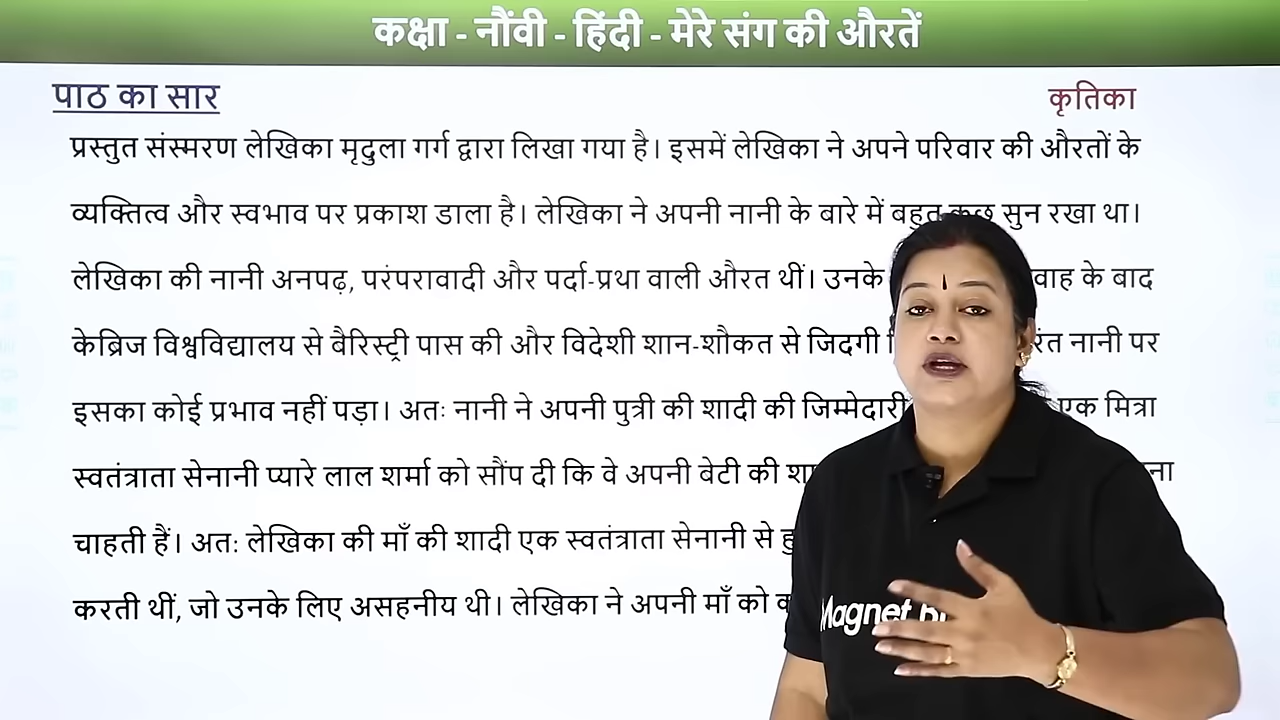 कक्षा - नौंवी - हिंदी - मेरे संग की औरतें
पाठ का सार
कृतिका
प्रस्तुत संस्मरण लेखिका मृदुला गर्ग द्वारा लिखा गया है। इसमें लेखिका ने अपने परिवार की औरतों के
व्यक्तित्व और स्वभाव पर प्रकाश डाला है। लेखिका ने अपनी नानी के बारे में बहुत कुछ सुन रखा था।
लेखिका की नानी अनपढ़, परंपरावादी और पर्दा-प्रथा वाली औरत थीं। उनके के बाद
केब्रिज विश्वविद्यालय से बैरिस्ट्री पास की और विदेशी शान-शौकत से जिदगी नानी पर
इसका कोई प्रभाव नहीं पड़ा। अतः नानी ने अपनी पुत्री की शादी की जिम्मेदारी एक मित्रा
स्वतंत्राता सेनानी प्यारे लाल शर्मा को सौंप दी कि वे अपनी बेटी की
चाहती हैं। अतः लेखिका की माँ की शादी एक स्वतंत्राता सेनानी से
करती थीं, जो उनके लिए असहनीय थी। लेखिका ने अपनी माँ को
Magnet